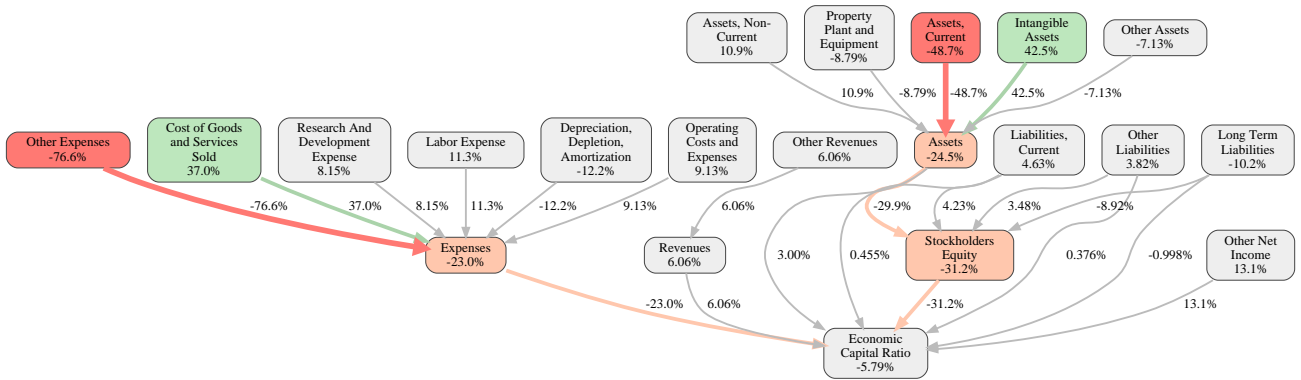 Assets, Non-
Current
10.9%
Property
Plant and
Equipment
-8.79%
Assets,
Current
-48.7%
Intangible
Assets
42.5%
Other Assets
-7.13%
10.9%
-8.79%
-48.7%
42.5%
-7.13%
Other Expenses
-76.6%
Cost of Goods
and Services
Sold
37.0%
Research And
Development
Expense
8.15%
Labor Expense
11.3%
Depreciation,
Depletion,
Amortization
-12.2%
Operating
Costs and
Expenses
9.13%
Other Revenues
6.06%
Assets
-24.5%
Liabilities,
Current
4.63%
Other
Liabilities
3.82%
Long Term
Liabilities
-10.2%
-76.6%
37.0%
8.15%
11.3%
-12.2%
9.13%
6.06%
-29.9%
4.23%
3.48%
-8.92%
Expenses
-23.0%
Revenues
6.06%
3.00%
0.455%
Stockholders
Equity
-31.2%
0.376%
-0.998%
Other Net
Income
13.1%
-23.0%
6.06%
-31.2%
13.1%
Economic
Capital Ratio
-5.79%